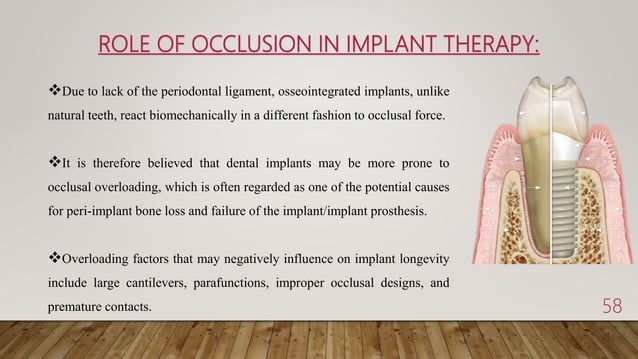 ROLE OF OCCLUSION IN IMPLANT THERAPY:
❖Due to lack of the periodontal ligament, osseointegrated implants, unlike
natural teeth, react biomechanically in a different fashion to occlusal force.
❖It is therefore believed that dental implants may be more prone to
occlusal overloading, which is often regarded as one of the potential causes
for peri-implant bone loss and failure of the implant/implant prosthesis.
❖Overloading factors that may negatively influence on implant longevity
include large cantilevers, parafunctions, improper occlusal designs, and
premature contacts.
58